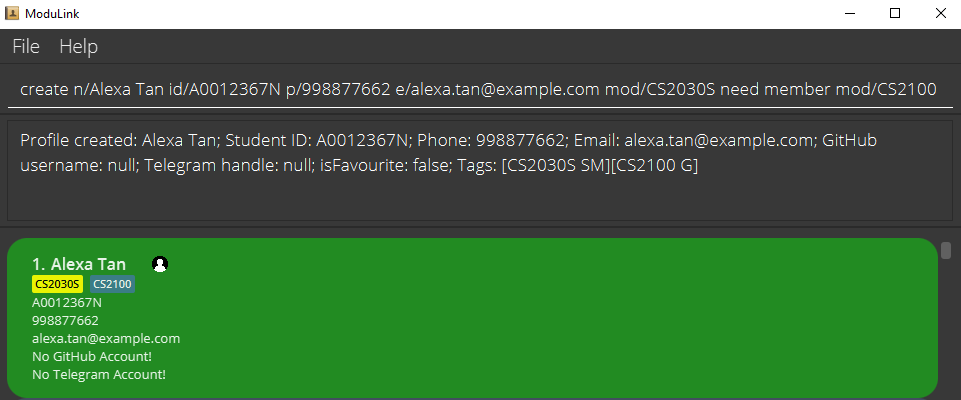 ModuLink
File Help
create n/Alexa Tan id/A0012367N p/998877662 e/alexa.tan@example.com mod/CS2030S need member mod/CS2100
Profile created: Alexa Tan; Student ID: A0012367N; Phone: 998877662; Email: alexa.tan@example.com; GitHub
username: null; Telegram handle: null; isFavourite: false; Tags: [CS2030S SM][CS2100 G]
1. Alexa Tan
CS2030S CS2100
A0012367N
998877662
alexa.tan@example.com
No GitHub Account!
No Telegram Account!